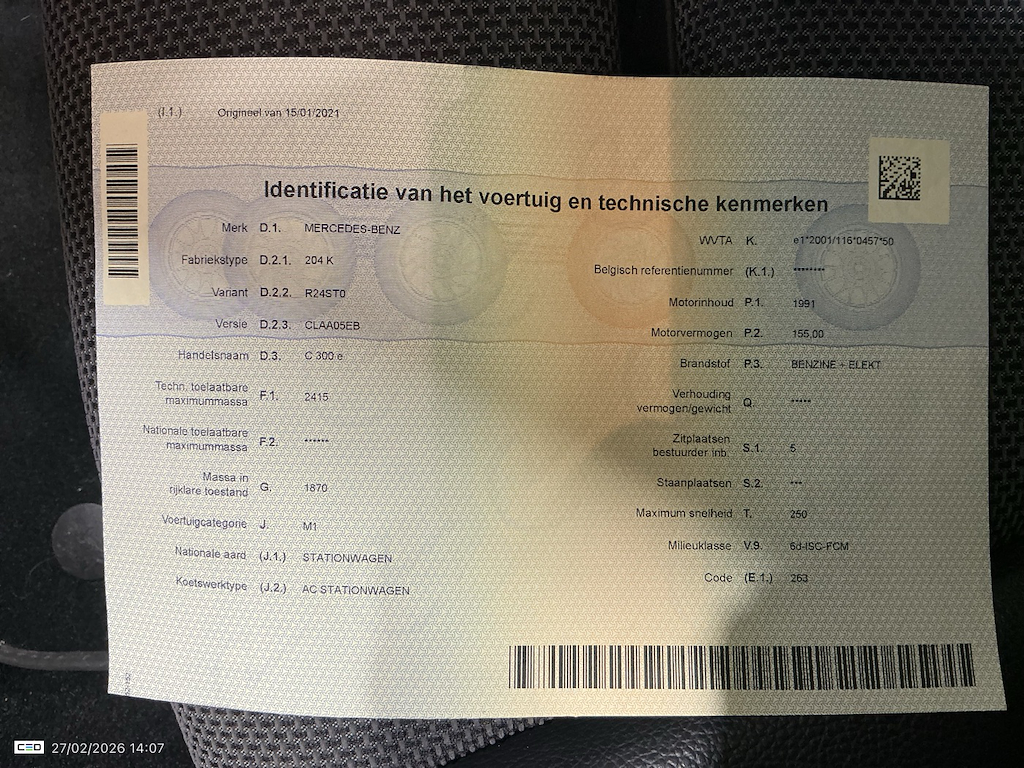 (I.1.) Origineel van 15/01/2021
Identificatie van het voertuig en technische kenmerken
Merk D.1. MERCEDES-BENZ
Fabriekstype D.2.1. 204 K
Variant D.2.2. R24ST0
Versie D.2.3. CLAA05EB
Handelsnaam D.3. C 300 e
Techn. toelaatbare
maximummassa F.1. 2415
Nationale toelaatbare
maximummassa F.2. ******
Massa in
rijklare toestand G. 1870
Voertuigcategorie J. M1
Nationale aard (J.1.) STATIONWAGEN
Koetswerktype (J.2.) AC STATIONWAGEN
WVTA K. e1*2001/116*0457*50
Belgisch referentienummer (K.1.) ********
Motorinhoud P.1. 1991
Motorvermogen P.2. 155,00
Brandstof P.3. BENZINE + ELEKT
Verhouding
vermogen/gewicht Q. *****
Zitplaatsen
bestuurder inb. S.1. 5
Staanplaatsen S.2. ***
Maximum snelheid T. 250
Milieuklasse V.9. 6d-ISC-FCM
Code (E.1.) 263
CEO 27/02/2026 14:07